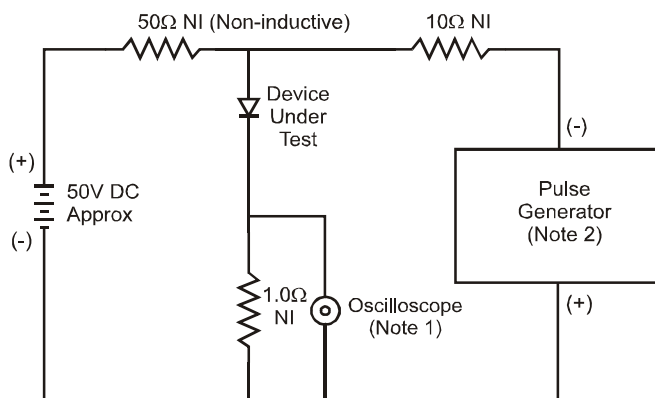 50Ω NI (Non-inductive)
10Ω NI
Device
Under
Test
(-)
(+)
50V DC
Approx
(-)
Pulse
Generator
(Note 2)
1.0Ω
NI
Oscilloscope
(Note 1)
(+)